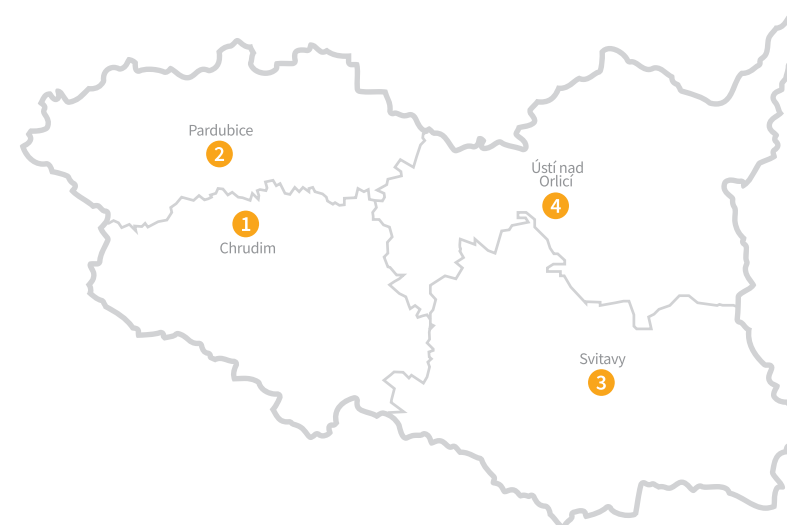 Pardubice
2
Ústí nad
Orlicí
4
1
Chrudim
Svitavy
3